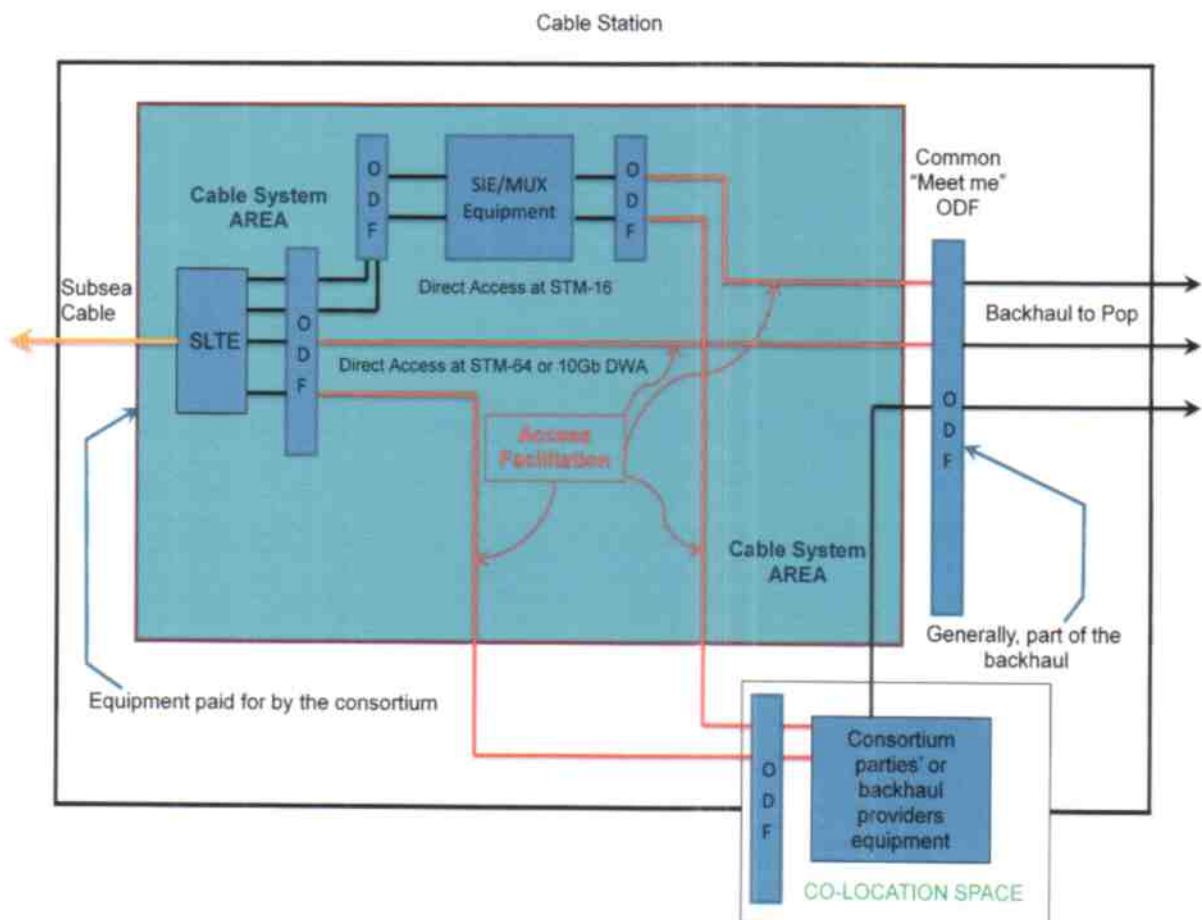 Cable Station
Common
"Meet me"
ODF
O
D
F
SIE/MUX
Equipment
O
D
F
Cable System
AREA
Subsea
Cable
SLTE
O
D
F
Direct Access at STM-16
Backhaul to Pop
Direct Access at STM-64 or 10Gb DWA
Access
Facilitation
O
D
F
Cable System
AREA
Generally, part of the
backhaul
Equipment paid for by the consortium
O
D
F
Consortium
parties' or
backhaul
providers
equipment
CO-LOCATION SPACE